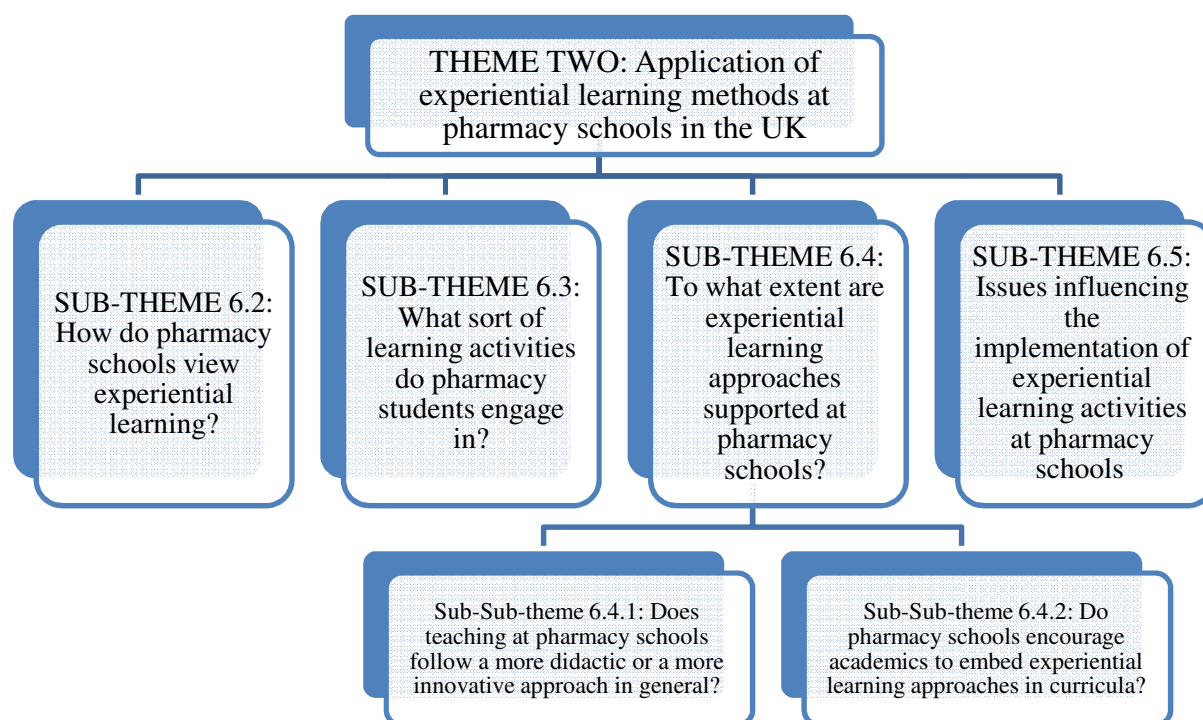 THEME TWO: Application of
experiential learning methods at
pharmacy schools in the UK
SUB-THEME 6.2:
How do pharmacy
schools view
experiential
learning?
SUB-THEME 6.3:
What sort of
learning activities
do pharmacy
students engage
in?
SUB-THEME 6.4:
To what extent are
experiential
learning
approaches
supported at
pharmacy
schools?
SUB-THEME 6.5:
Issues influencing
the
implementation of
experiential
learning activities
at pharmacy
schools
Sub-Sub-theme 6.4.1: Does
teaching at pharmacy schools
follow a more didactic or a more
innovative approach in general?
Sub-Sub-theme 6.4.2: Do
pharmacy schools encourage
academics to embed experiential
learning approaches in curricula?